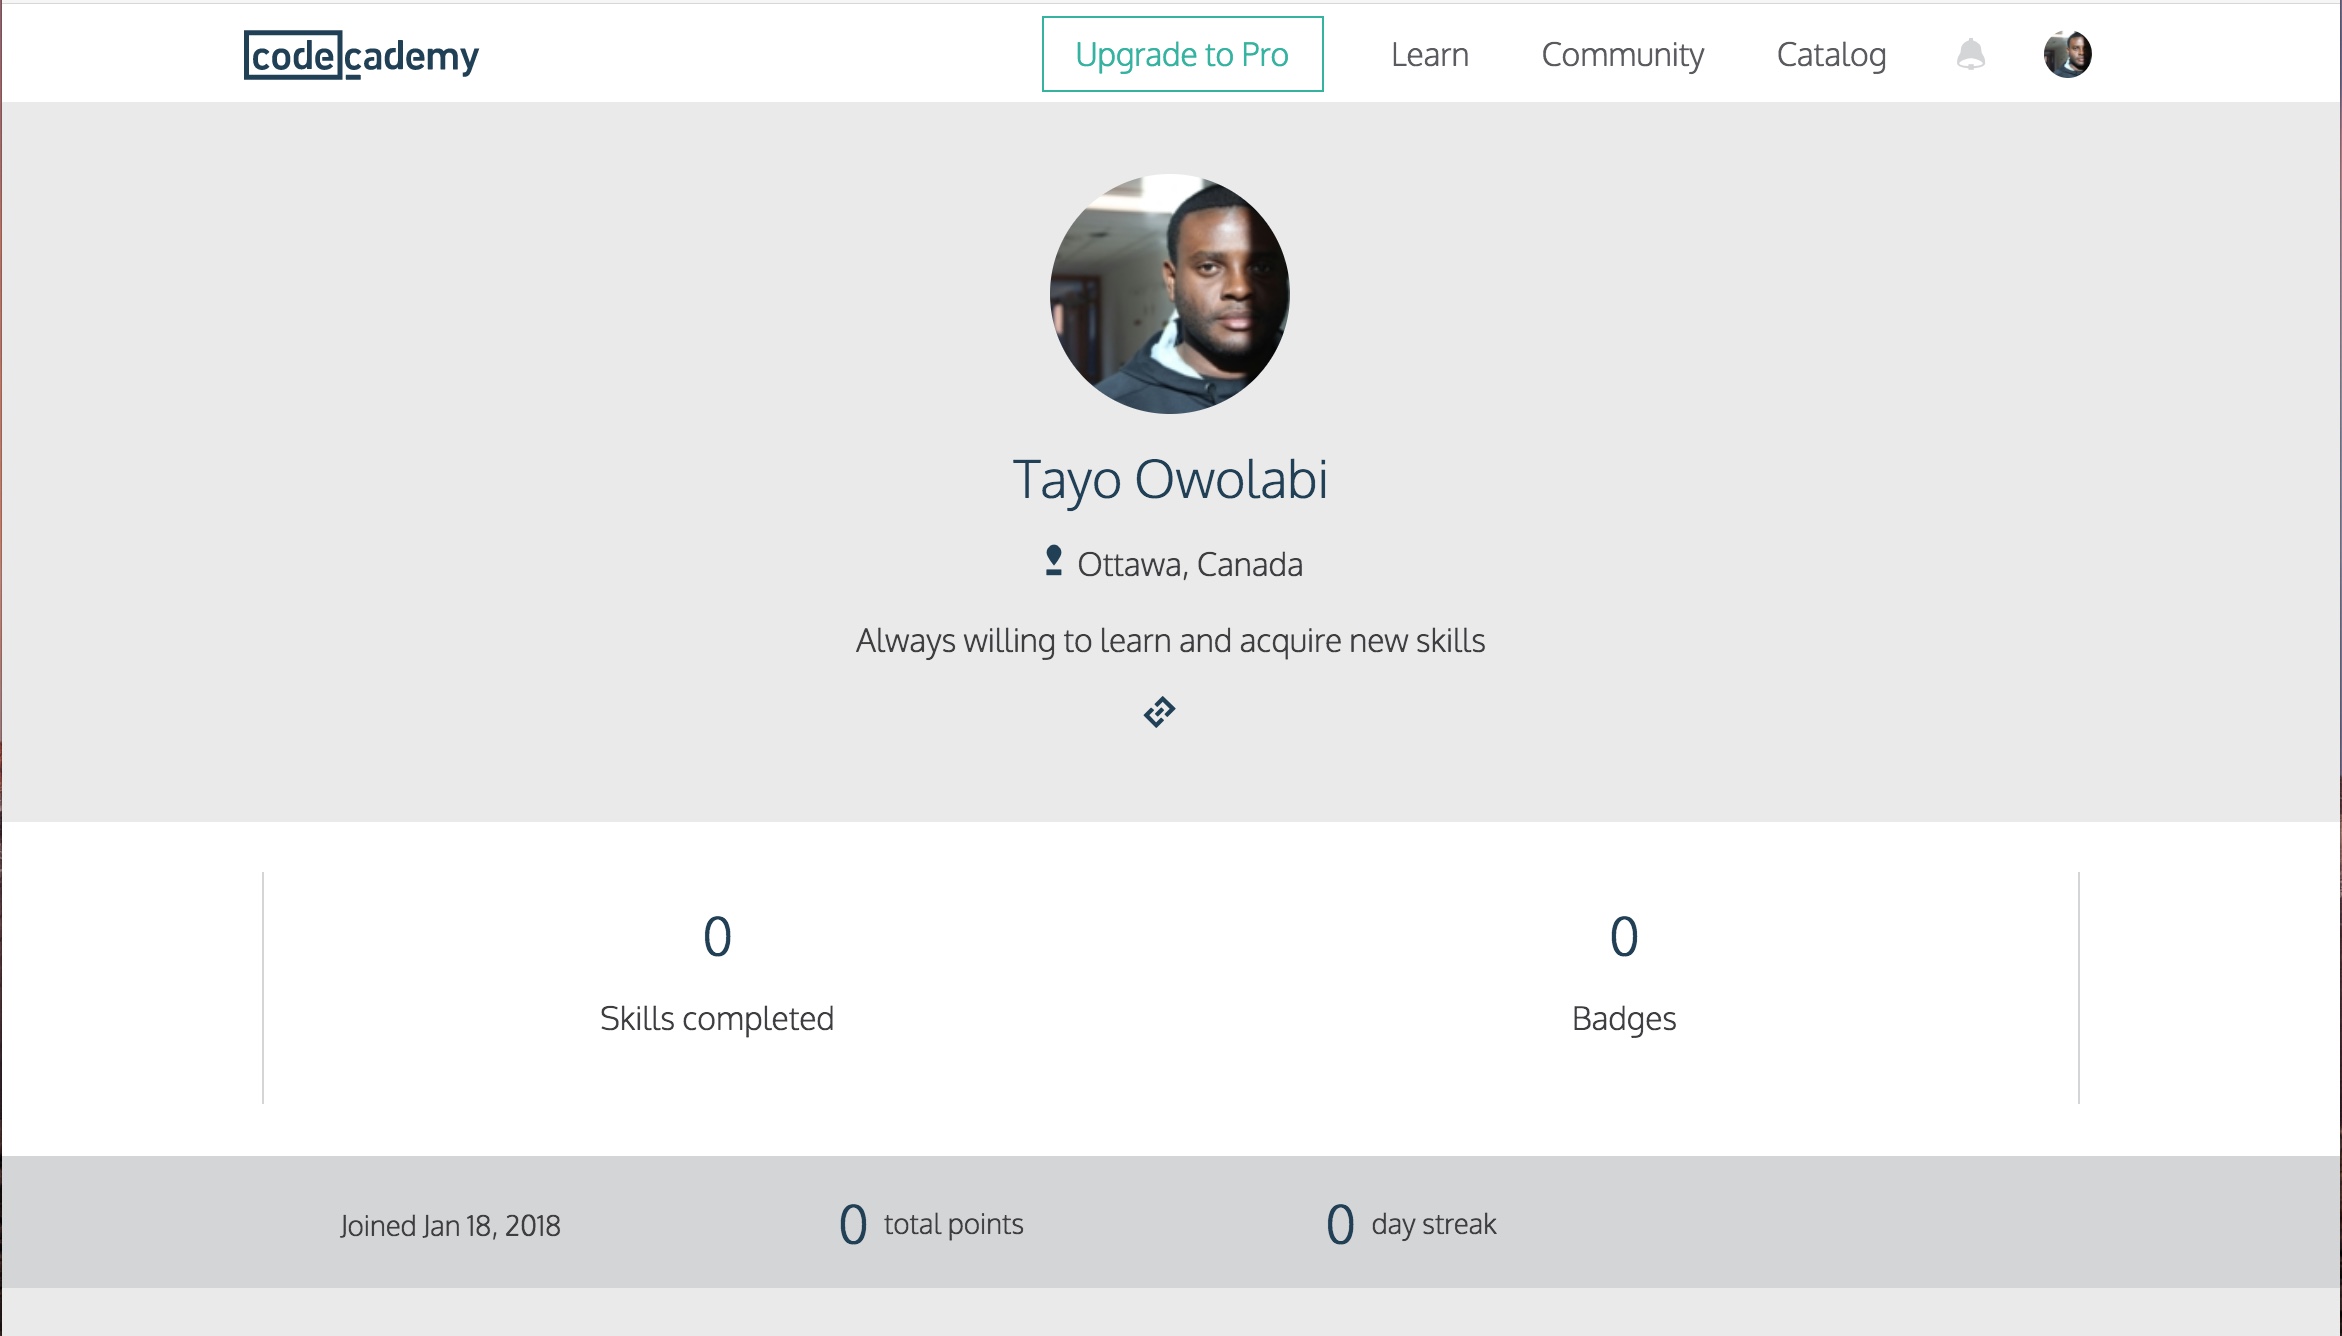 codecademy
Upgrade to Pro Learn Community Catalog
Tayo Owolabi
Ottawa, Canada
Always willing to learn and acquire new skills
0 0
Skills completed Badges
Joined Jan 18, 2018 0 total points 0 day streak